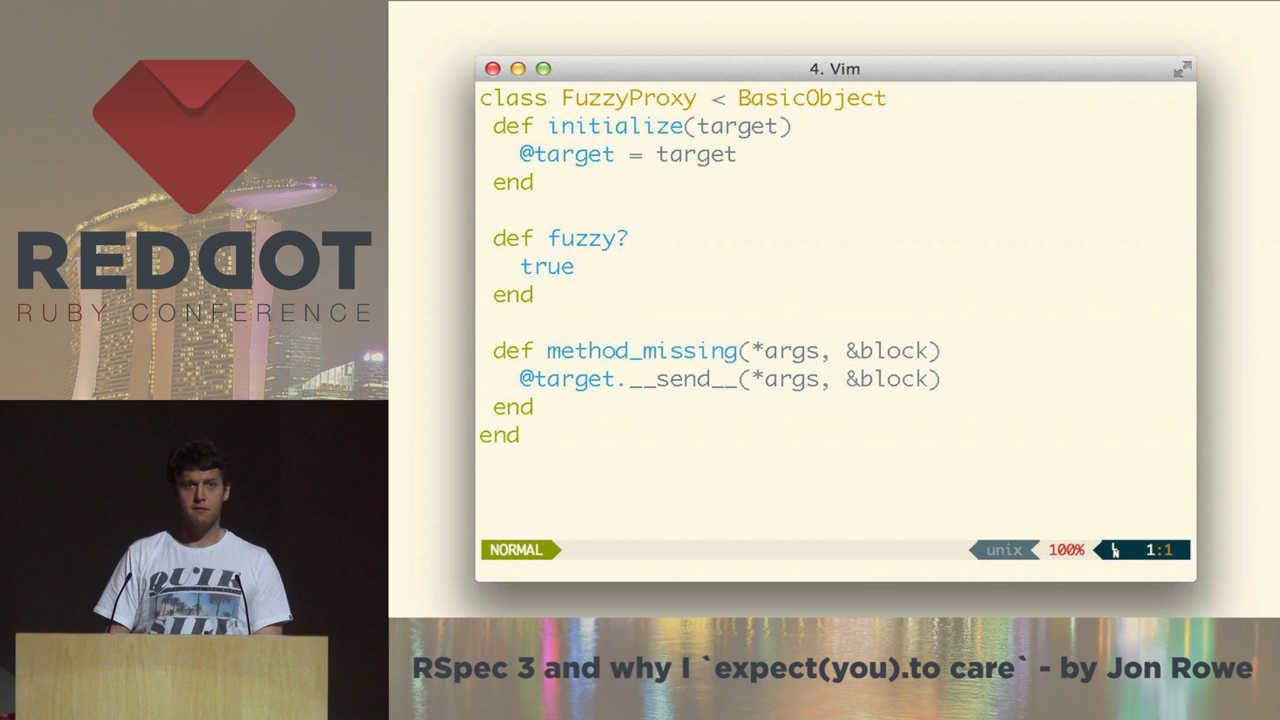 REDDOT
RUBY CONFERENCE
4. Vim
class FuzzyProxy < BasicObject
def initialize(target)
@target = target
end
def fuzzy?
true
end
def method_missing(*args, &block)
@target.__send__(*args, &block)
end
end
NORMAL
unix
100%
1:1
QUIK
RSpec 3 and why I `expect(you).to care` - by Jon Rowe